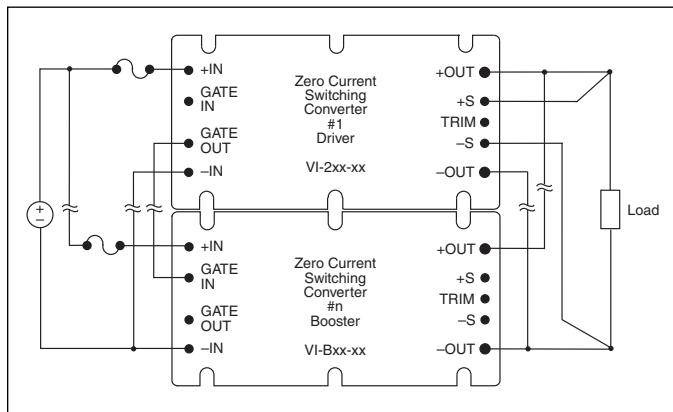 +IN
GATE
IN
GATE
OUT
–IN
Zero Current
Switching
Converter
#1
Driver
VI-2xx-xx
+OUT
+S
TRIM
–S
–OUT
+
–
Load
+IN
GATE
IN
GATE
OUT
–IN
Zero Current
Switching
Converter
#n
Booster
VI-Bxx-xx
+OUT
+S
TRIM
–S
–OUT